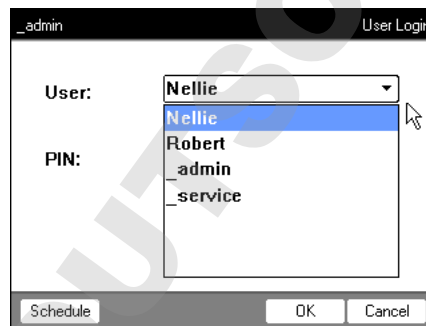 _admin User Login
User: Nellie
Nellie
Robert
PIN:
_admin
_service
Schedule OK Cancel